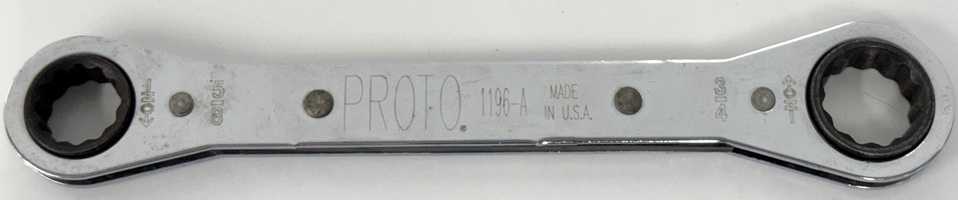 ←ON-
5/8
PROTO®
1196-A
MADE
IN U.S.A.
3/4
←ON-